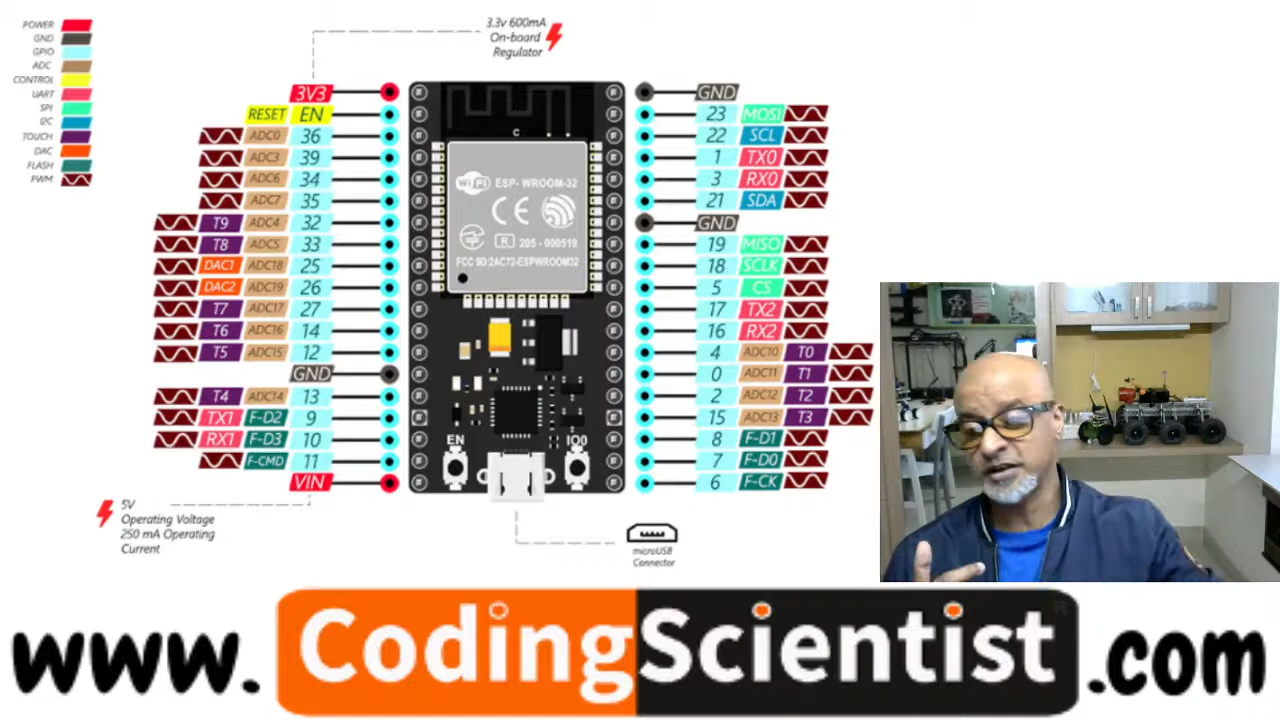 POWER
GND
GPIO
ADC
CONTROL
UART
SPI
I2C
TOUCH
DAC
FLASH
PWM
3.3v 600mA
On-board
Regulator
3V3
RESET EN
ADC0 36
ADC3 39
ADC6 34
ADC7 35
T9 ADC4 32
T8 ADC5 33
DAC1 ADC18 25
DAC2 ADC19 26
T7 ADC17 27
T6 ADC16 14
T5 ADC15 12
GND
T4 ADC14 13
TX1 F-D2 9
RX1 F-D3 10
F-CMD 11
VIN
5V
Operating Voltage
250 mA Operating
Current
C
Wi Fi ESP- WROOM-32
CE
R 205 - 000519
FCC SD:2AC72-ESPWROOM32
EN
IO0
GND
23 MOSI
22 SCL
1 TX0
3 RX0
21 SDA
GND
19 MISO
18 SCLK
5 CS
17 TX2
16 RX2
4 ADC10 T0
0 ADC11 T1
2 ADC12 T2
15 ADC13 T3
8 F-D1
7 F-D0
6 F-CK
microUSB
Connector
www.CodingScientist.com